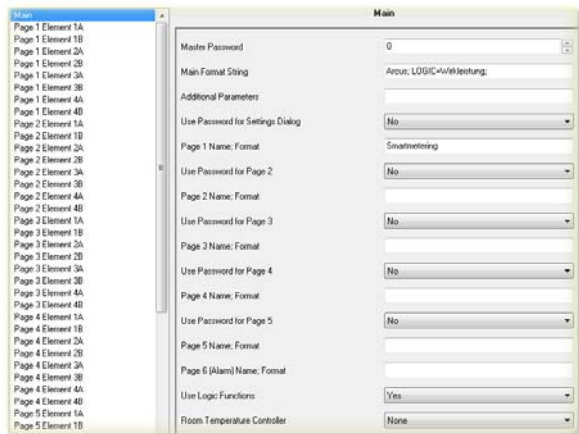 Main
Page 1 Element 1A
Page 1 Element 1B
Page 1 Element 2A
Page 1 Element 2B
Page 1 Element 3A
Page 1 Element 3B
Page 1 Element 4A
Page 1 Element 4B
Page 2 Element 1A
Page 2 Element 1B
Page 2 Element 2A
Page 2 Element 2B
Page 2 Element 3A
Page 2 Element 3B
Page 2 Element 4A
Page 2 Element 4B
Page 3 Element 1A
Page 3 Element 1B
Page 3 Element 2A
Page 3 Element 2B
Page 3 Element 3A
Page 3 Element 3B
Page 3 Element 4A
Page 3 Element 4B
Page 4 Element 1A
Page 4 Element 1B
Page 4 Element 2A
Page 4 Element 2B
Page 4 Element 3A
Page 4 Element 3B
Page 4 Element 4A
Page 4 Element 4B
Page 5 Element 1A
Page 5 Element 1B
Main
Master Password 0
Main Format String Arcus; LOGIC=Wirkleistung;
Additional Parameters
Use Password for Settings Dialog No
Page 1 Name; Format Smartmetering
Use Password for Page 2 No
Page 2 Name; Format
Use Password for Page 3 No
Page 3 Name; Format
Use Password for Page 4 No
Page 4 Name; Format
Use Password for Page 5 No
Page 5 Name; Format
Page 6 (Alarm) Name; Format
Use Logic Functions Yes
Room Temperature Controller None